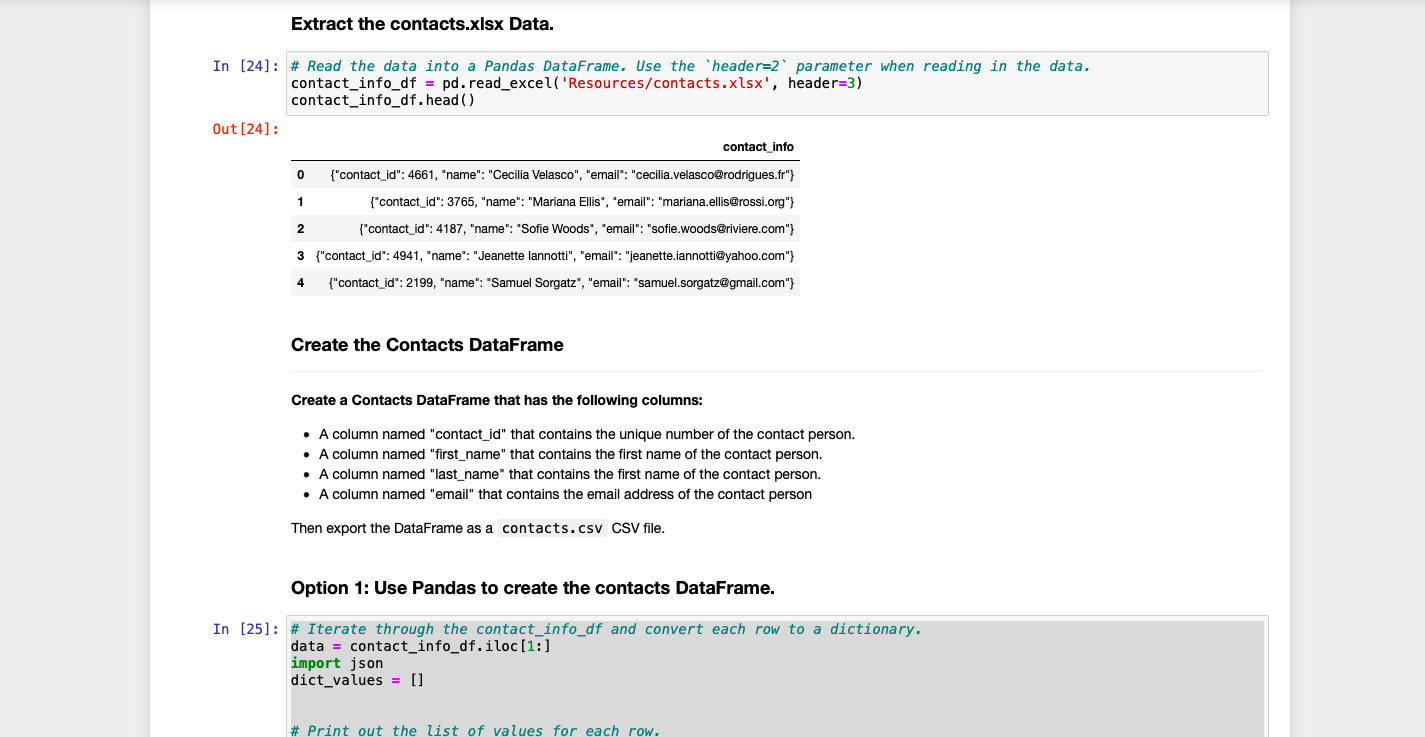 Extract the contacts.xlsx Data.
In [24]: # Read the data into a Pandas DataFrame. Use the `header=2` parameter when reading in the data.
contact_info_df = pd.read_excel('Resources/contacts.xlsx', header=3)
contact_info_df.head()
Out[24]:
contact_info
0 {"contact_id": 4661, "name": "Cecilia Velasco", "email": "cecilia.velasco@rodrigues.fr"}
1 {"contact_id": 3765, "name": "Mariana Ellis", "email": "mariana.ellis@rossi.org"}
2 {"contact_id": 4187, "name": "Sofie Woods", "email": "sofie.woods@riviere.com"}
3 {"contact_id": 4941, "name": "Jeanette Iannotti", "email": "jeanette.iannotti@yahoo.com"}
4 {"contact_id": 2199, "name": "Samuel Sorgatz", "email": "samuel.sorgatz@gmail.com"}
Create the Contacts DataFrame
Create a Contacts DataFrame that has the following columns:
• A column named "contact_id" that contains the unique number of the contact person.
• A column named "first_name" that contains the first name of the contact person.
• A column named "last_name" that contains the first name of the contact person.
• A column named "email" that contains the email address of the contact person
Then export the DataFrame as a contacts.csv CSV file.
Option 1: Use Pandas to create the contacts DataFrame.
In [25]: # Iterate through the contact_info_df and convert each row to a dictionary.
data = contact_info_df.iloc[1:]
import json
dict_values = []
# Print out the list of values for each row.